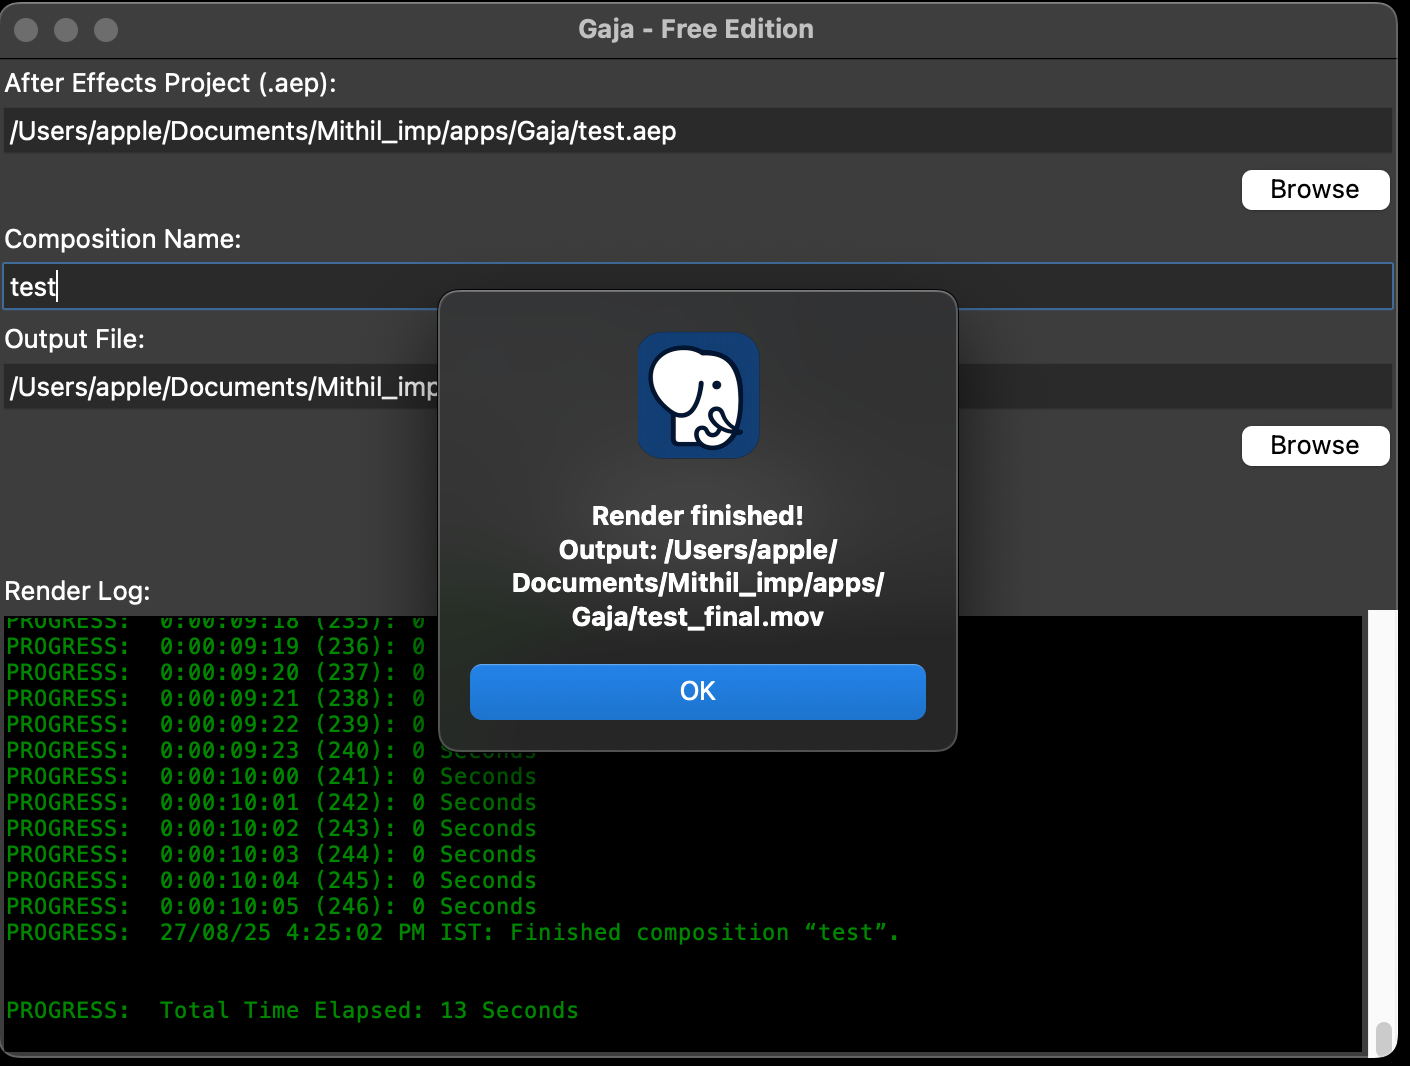 Gaja - Free Edition
After Effects Project (.aep):
/Users/apple/Documents/Mithil_imp/apps/Gaja/test.aep
Browse
Composition Name:
test
Output File:
/Users/apple/Documents/Mithil_imp
Browse
Render finished!
Output: /Users/apple/
Documents/Mithil_imp/apps/
Gaja/test_final.mov
OK
Render Log:
PROGRESS: 0:00:09:18 (235): 0
PROGRESS: 0:00:09:19 (236): 0
PROGRESS: 0:00:09:20 (237): 0
PROGRESS: 0:00:09:21 (238): 0
PROGRESS: 0:00:09:22 (239): 0
PROGRESS: 0:00:09:23 (240): 0 Seconds
PROGRESS: 0:00:10:00 (241): 0 Seconds
PROGRESS: 0:00:10:01 (242): 0 Seconds
PROGRESS: 0:00:10:02 (243): 0 Seconds
PROGRESS: 0:00:10:03 (244): 0 Seconds
PROGRESS: 0:00:10:04 (245): 0 Seconds
PROGRESS: 0:00:10:05 (246): 0 Seconds
PROGRESS: 27/08/25 4:25:02 PM IST: Finished composition “test”.
PROGRESS: Total Time Elapsed: 13 Seconds